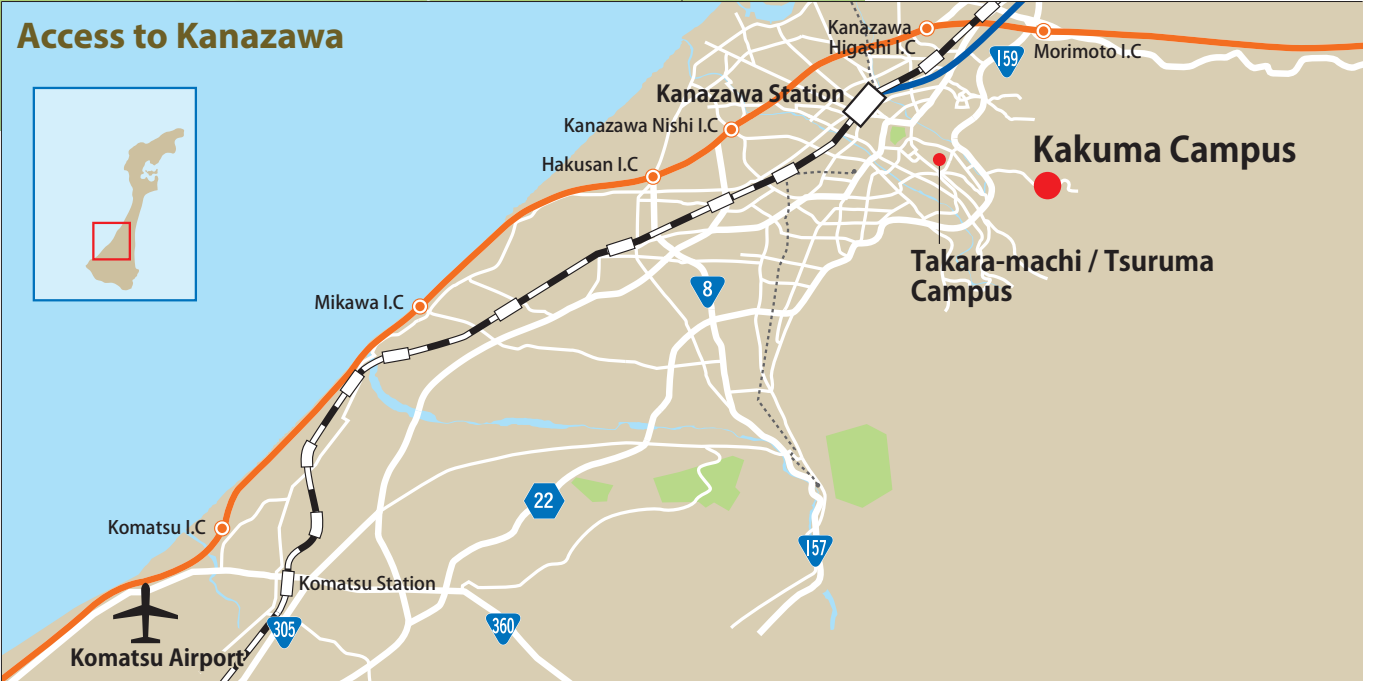 Access to Kanazawa
Kanazawa
Higashi I.C
159
Morimoto I.C
Kanazawa Station
Kanazawa Nishi I.C
Hakusan I.C
Kakuma Campus
Takara-machi / Tsuruma
Campus
8
Mikawa I.C
22
Komatsu I.C
157
Komatsu Station
305
360
Komatsu Airport